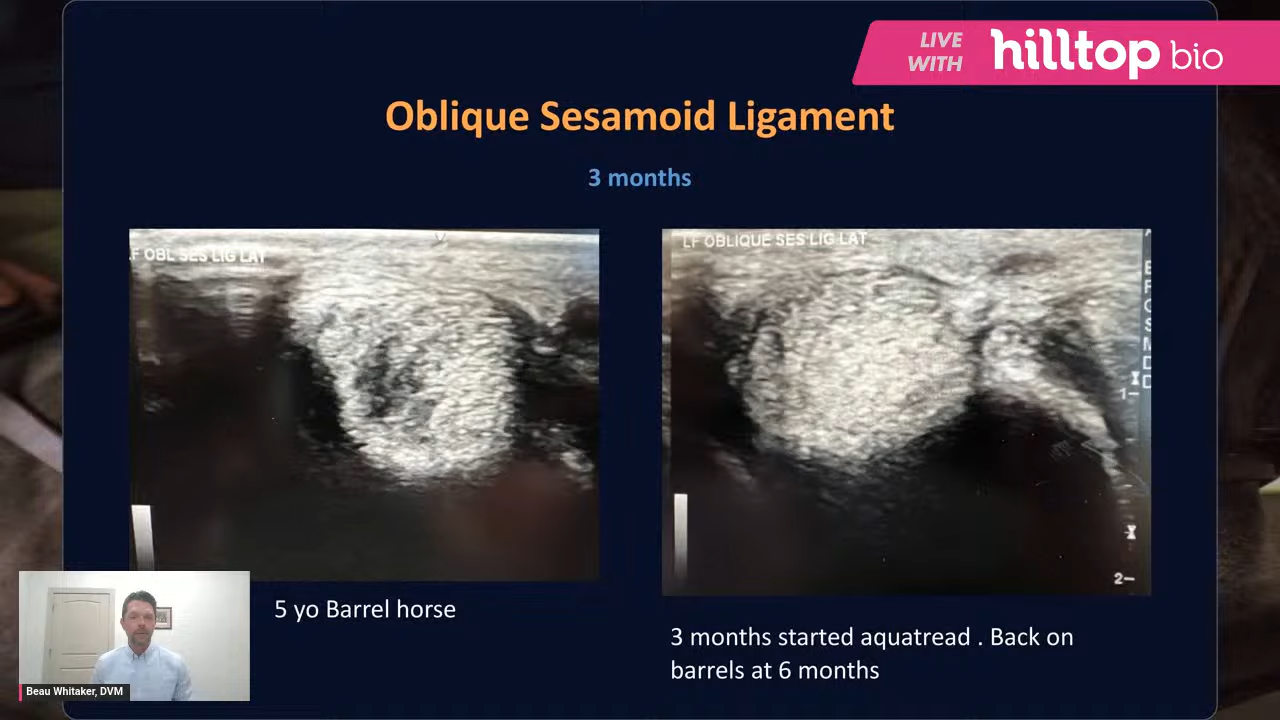 LIVE
WITH
hilltop bio
Oblique Sesamoid Ligament
3 months
LF OBL SES LIG LAT
LF OBLIQUE SES LIG LAT
1-
2-
5 yo Barrel horse
3 months started aquatread . Back on
barrels at 6 months
Beau Whitaker, DVM